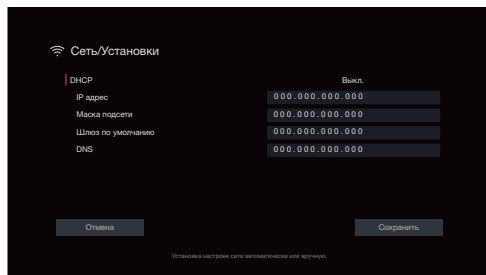 Сеть/Установки
DHCP Выкл.
IP адрес 000.000.000.000
Маска подсети 000.000.000.000
Шлюз по умолчанию 000.000.000.000
DNS 000.000.000.000
Отмена Сохранить
Установка настроек сети автоматически или вручную.